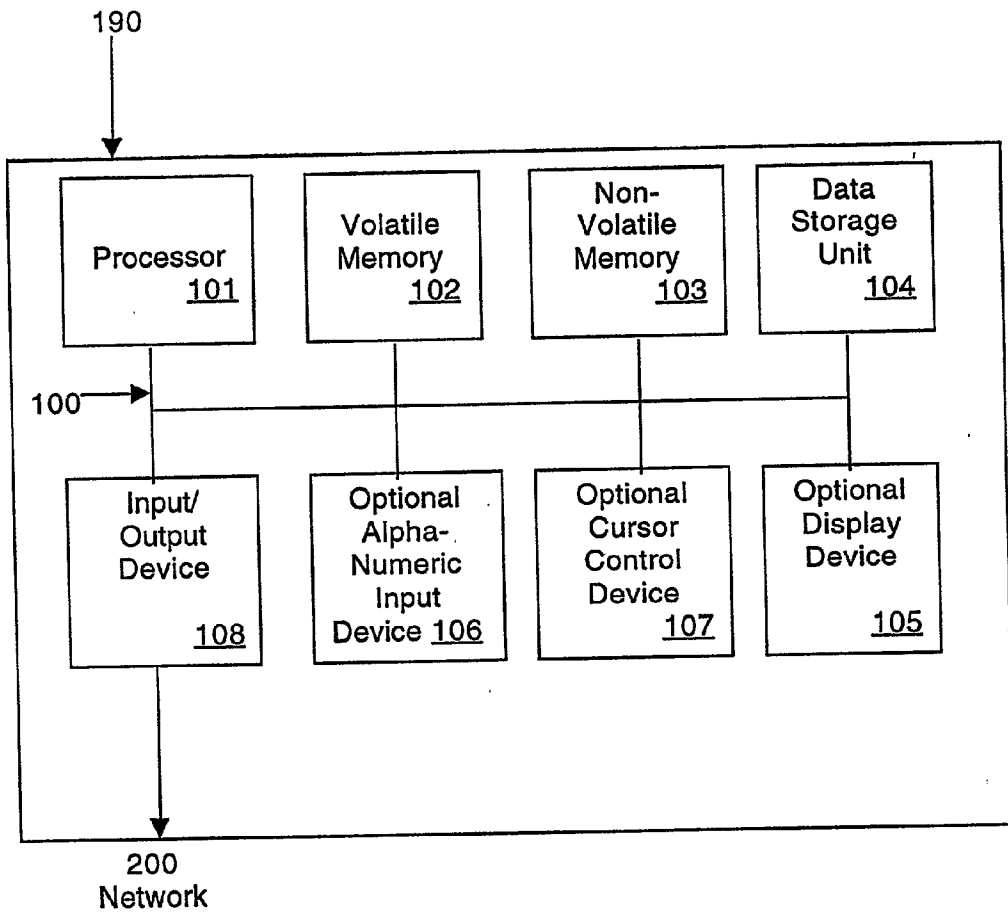 190
Processor
101
Volatile
Memory
102
Non-
Volatile
Memory
103
Data
Storage
Unit
104
100
Input/
Output
Device
108
Optional
Alpha-
Numeric
Input
Device 106
Optional
Cursor
Control
Device
107
Optional
Display
Device
105
200
Network